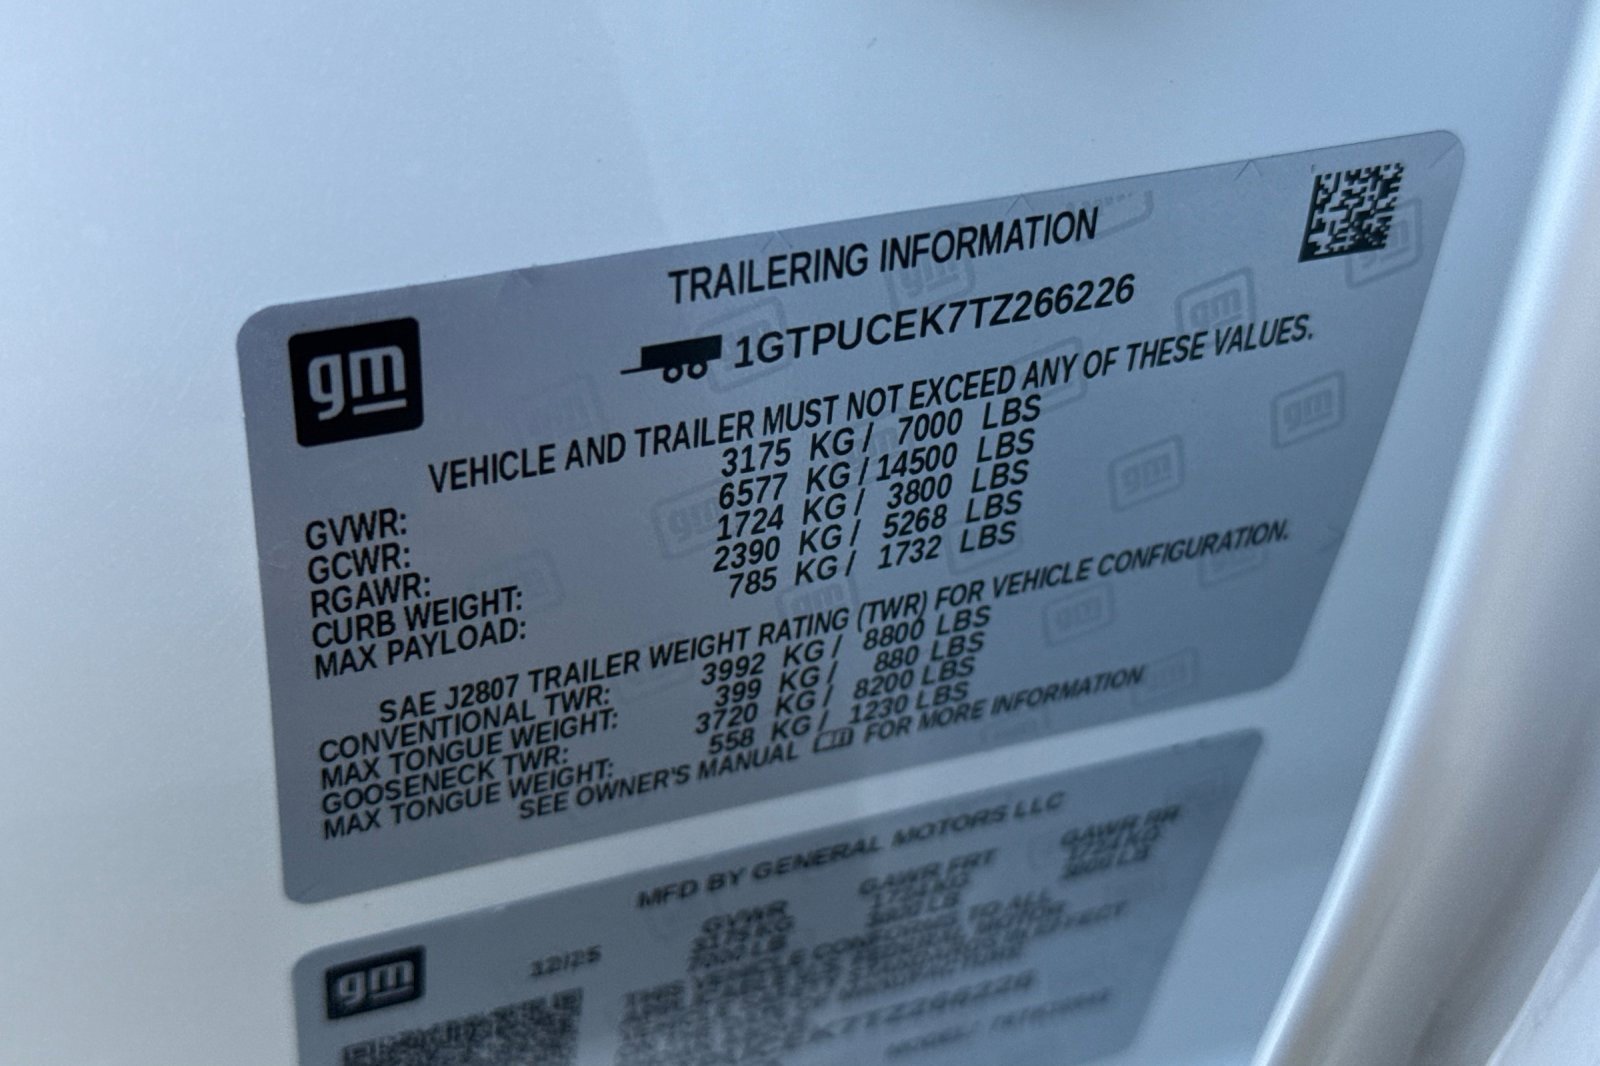 TRAILERING INFORMATION
gm
1GTPUCEK7TZ266226
VEHICLE AND TRAILER MUST NOT EXCEED ANY OF THESE VALUES.
GVWR: 3175 KG / 7000 LBS
GCWR: 6577 KG / 14500 LBS
RGAWR: 1724 KG / 3800 LBS
CURB WEIGHT: 2390 KG / 5268 LBS
MAX PAYLOAD: 785 KG / 1732 LBS
SAE J2807 TRAILER WEIGHT RATING (TWR) FOR VEHICLE CONFIGURATION.
CONVENTIONAL TWR: 3992 KG / 8800 LBS
MAX TONGUE WEIGHT: 399 KG / 880 LBS
GOOSENECK TWR: 3720 KG / 8200 LBS
MAX TONGUE WEIGHT: 558 KG / 1230 LBS
SEE OWNER'S MANUAL FOR MORE INFORMATION
MFD BY GENERAL MOTORS LLC
gm
12/25 GVWR GAWR FRT GAWR RR